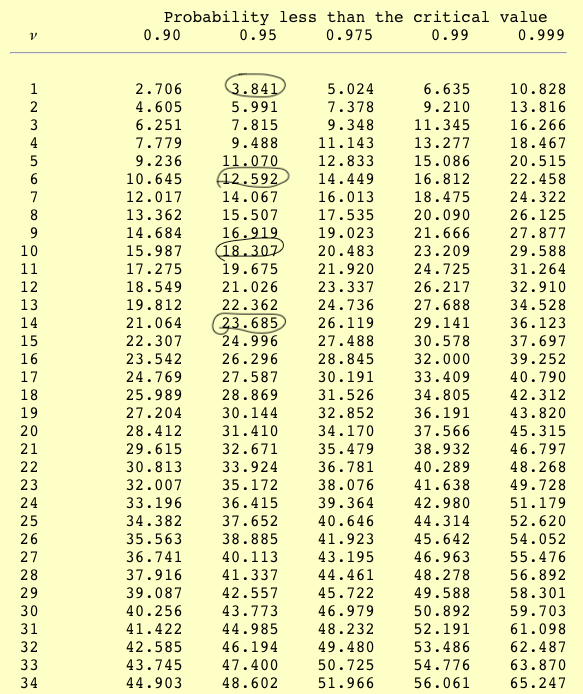 Probability less than the critical value
ν 0.90 0.95 0.975 0.99 0.999
1 2.706 3.841 5.024 6.635 10.828
2 4.605 5.991 7.378 9.210 13.816
3 6.251 7.815 9.348 11.345 16.266
4 7.779 9.488 11.143 13.277 18.467
5 9.236 11.070 12.833 15.086 20.515
6 10.645 12.592 14.449 16.812 22.458
7 12.017 14.067 16.013 18.475 24.322
8 13.362 15.507 17.535 20.090 26.125
9 14.684 16.919 19.023 21.666 27.877
10 15.987 18.307 20.483 23.209 29.588
11 17.275 19.675 21.920 24.725 31.264
12 18.549 21.026 23.337 26.217 32.910
13 19.812 22.362 24.736 27.688 34.528
14 21.064 23.685 26.119 29.141 36.123
15 22.307 24.996 27.488 30.578 37.697
16 23.542 26.296 28.845 32.000 39.252
17 24.769 27.587 30.191 33.409 40.790
18 25.989 28.869 31.526 34.805 42.312
19 27.204 30.144 32.852 36.191 43.820
20 28.412 31.410 34.170 37.566 45.315
21 29.615 32.671 35.479 38.932 46.797
22 30.813 33.924 36.781 40.289 48.268
23 32.007 35.172 38.076 41.638 49.728
24 33.196 36.415 39.364 42.980 51.179
25 34.382 37.652 40.646 44.314 52.620
26 35.563 38.885 41.923 45.642 54.052
27 36.741 40.113 43.195 46.963 55.476
28 37.916 41.337 44.461 48.278 56.892
29 39.087 42.557 45.722 49.588 58.301
30 40.256 43.773 46.979 50.892 59.703
31 41.422 44.985 48.232 52.191 61.098
32 42.585 46.194 49.480 53.486 62.487
33 43.745 47.400 50.725 54.776 63.870
34 44.903 48.602 51.966 56.061 65.247